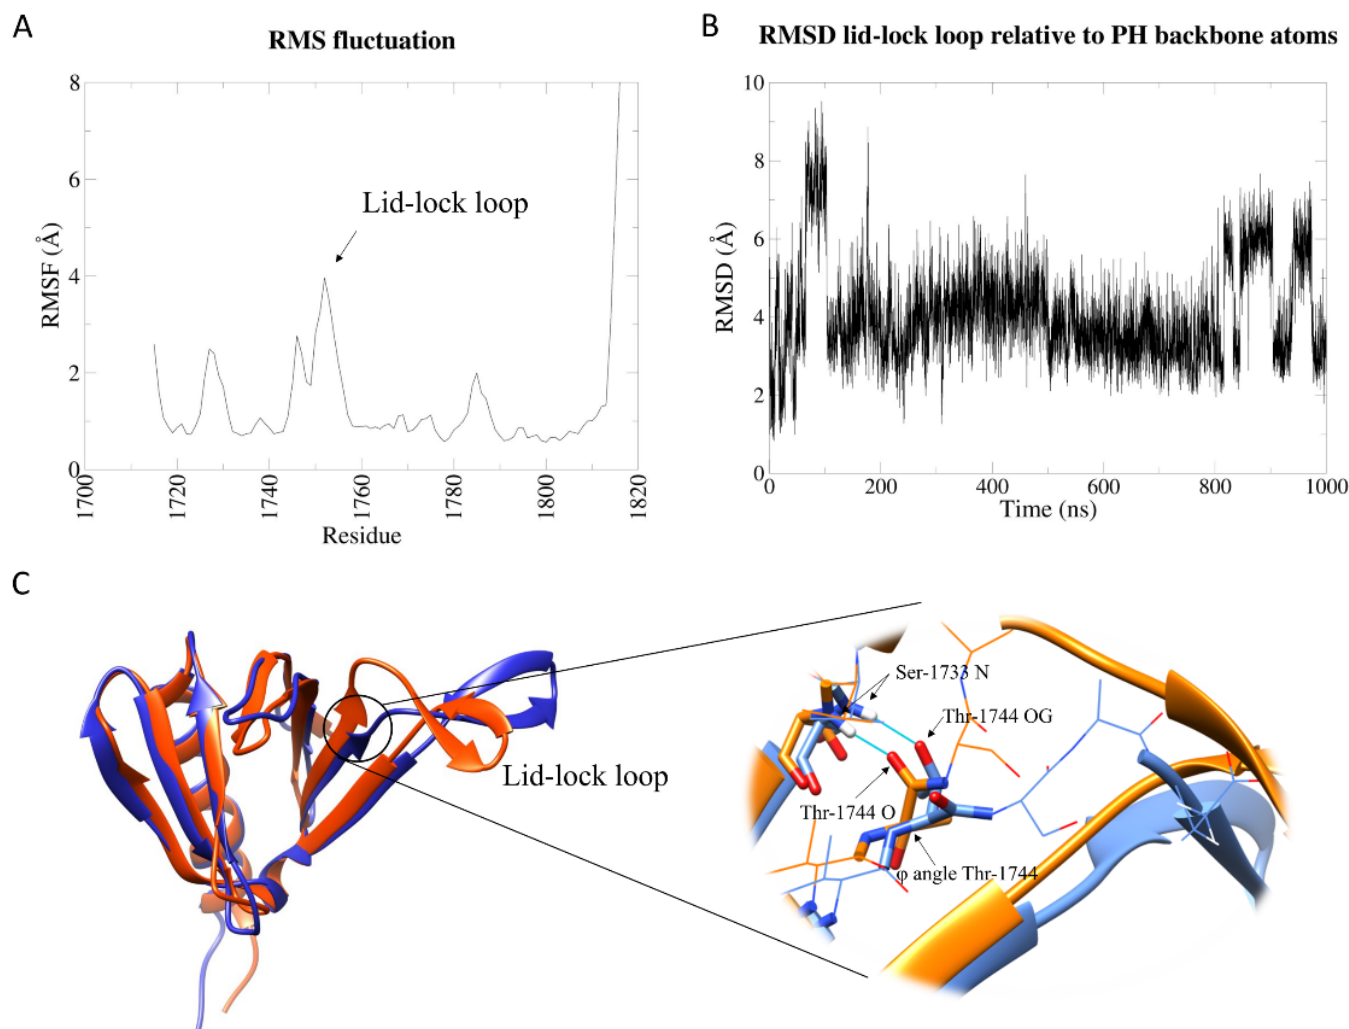 A
RMS fluctuation
8
6
4
2
0
RMSF (Å)
Lid-lock loop
1700
1720
1740
1760
1780
1800
1820
Residue
B
RMSD lid-lock loop relative to PH backbone atoms
10
8
6
4
2
0
RMSD (Å)
0
200
400
600
800
1000
Time (ns)
C
Lid-lock loop
Ser-1733 N
Thr-1744 OG
Thr-1744 O
φ angle Thr-1744